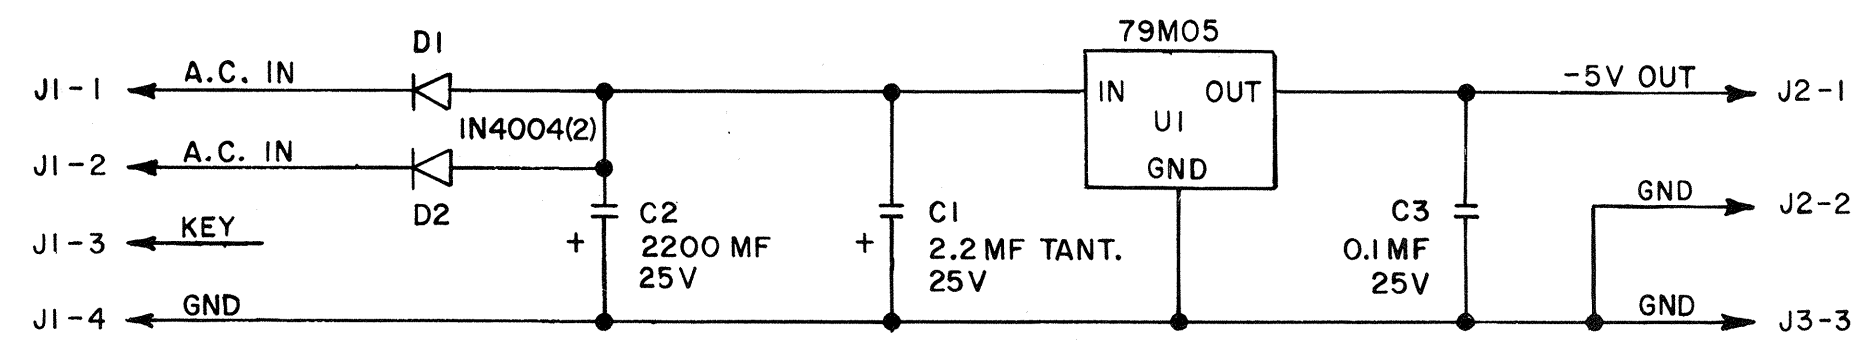 79M05
D1
J1-1 A.C. IN
IN OUT
-5V OUT J2-1
1N4004(2)
U1
J1-2 A.C. IN
GND
D2
GND J2-2
J1-3 KEY
+ C2
2200 MF
25V
+ C1
2.2 MF TANT.
25V
C3
0.1 MF
25V
J1-4 GND
GND J3-3